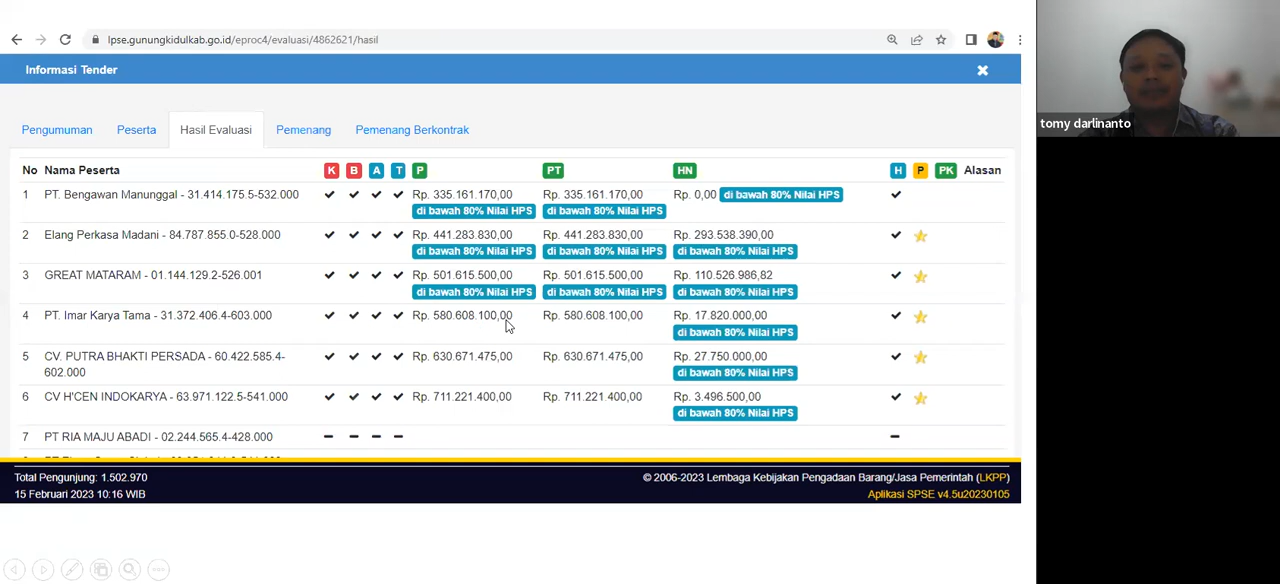 lpse.gunungkidulkab.go.id/eproc4/evaluasi/4862621/hasil
Informasi Tender
tomy darlinanto
Pengumuman Peserta Hasil Evaluasi Pemenang Pemenang Berkontrak
No Nama Peserta K B A T P PT HN H P PK Alasan
1 PT. Bengawan Manunggal - 31.414.175.5-532.000 Rp. 335.161.170,00 Rp. 335.161.170,00 Rp. 0,00 di bawah 80% Nilai HPS
di bawah 80% Nilai HPS di bawah 80% Nilai HPS
2 Elang Perkasa Madani - 84.787.855.0-528.000 Rp. 441.283.830,00 Rp. 441.283.830,00 Rp. 293.538.390,00
di bawah 80% Nilai HPS di bawah 80% Nilai HPS di bawah 80% Nilai HPS
3 GREAT MATARAM - 01.144.129.2-526.001 Rp. 501.615.500,00 Rp. 501.615.500,00 Rp. 110.526.986,82
di bawah 80% Nilai HPS di bawah 80% Nilai HPS di bawah 80% Nilai HPS
4 PT. Imar Karya Tama - 31.372.406.4-603.000 Rp. 580.608.100,00 Rp. 580.608.100,00 Rp. 17.820.000,00
di bawah 80% Nilai HPS
5 CV. PUTRA BHAKTI PERSADA - 60.422.585.4- Rp. 630.671.475,00 Rp. 630.671.475,00 Rp. 27.750.000,00
602.000 di bawah 80% Nilai HPS
6 CV H'CEN INDOKARYA - 63.971.122.5-541.000 Rp. 711.221.400,00 Rp. 711.221.400,00 Rp. 3.496.500,00
di bawah 80% Nilai HPS
7 PT RIA MAJU ABADI - 02.244.565.4-428.000
Total Pengunjung: 1.502.970 © 2006-2023 Lembaga Kebijakan Pengadaan Barang/Jasa Pemerintah (LKPP)
15 Februari 2023 10:16 WIB Aplikasi SPSE v4.5u20230105